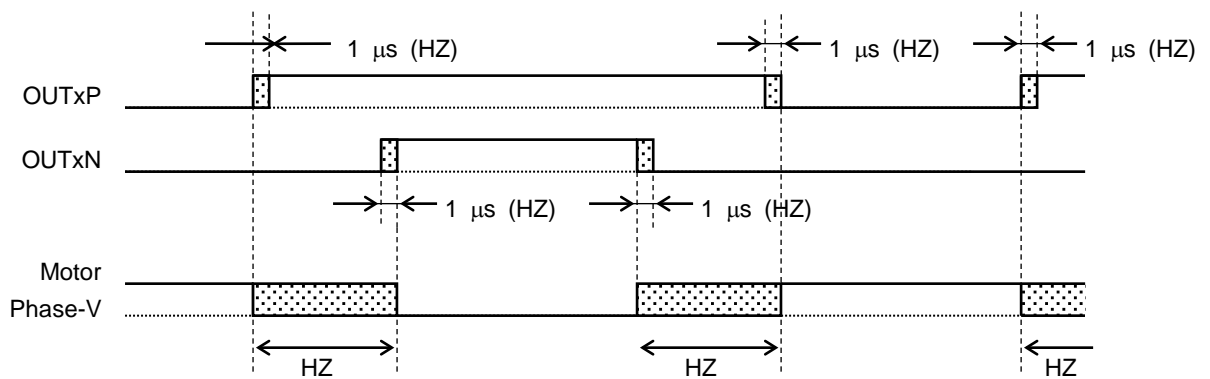 1 μs (HZ)
1 μs (HZ)
1 μs (HZ)
OUTxP
OUTxN
1 μs (HZ)
1 μs (HZ)
Motor
Phase-V
HZ
HZ
HZ